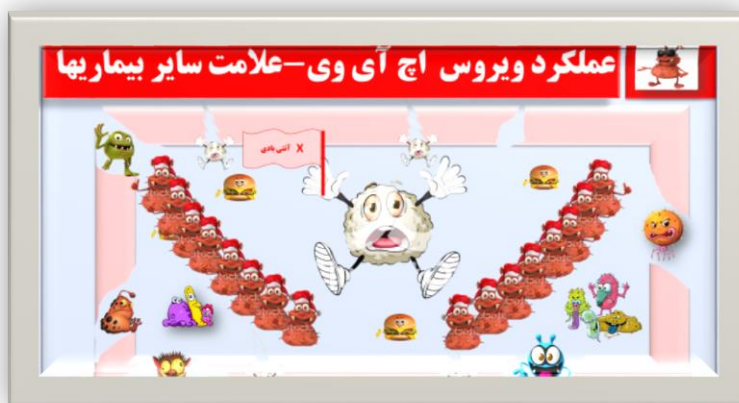 عملکرد ویروس اچ آی وی-علامت سایر بیماریها
X آنتی بادی